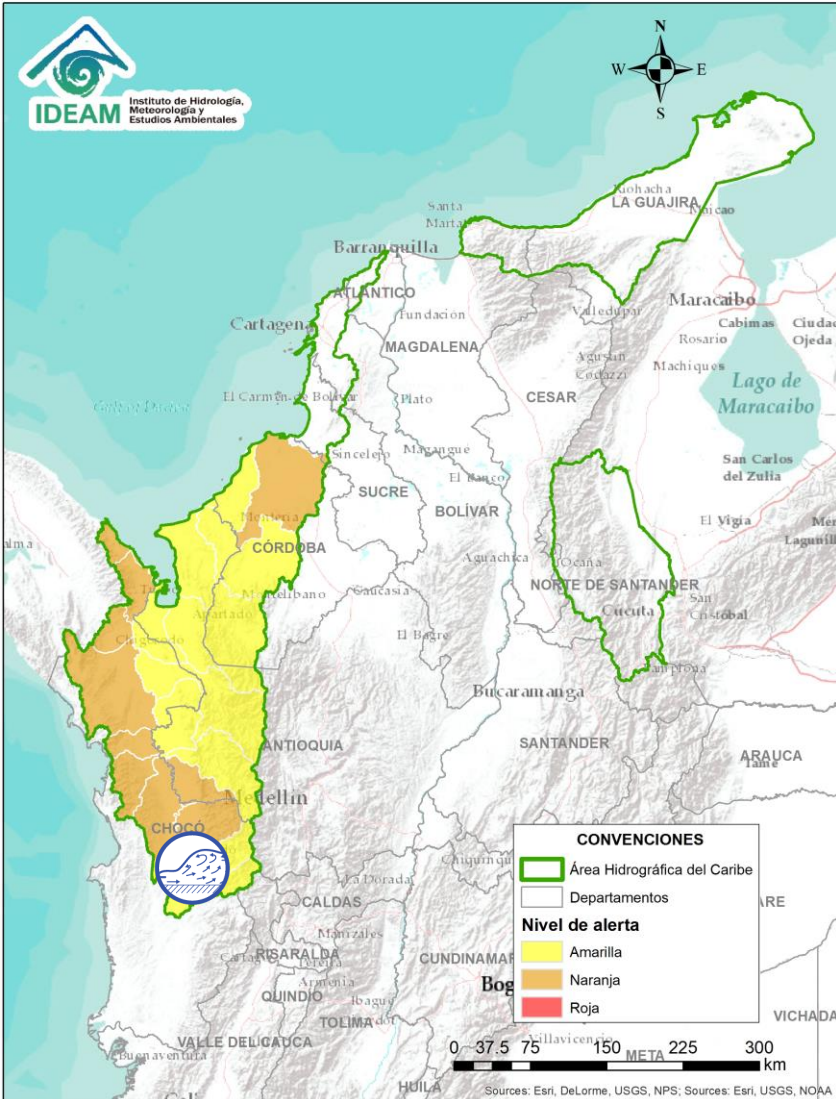 IDEAM
Instituto de Hidrología,
Meteorología y
Estudios Ambientales
N
W
E
S
Riohacha
LA GUAJIRA
Maicao
Santa
Marta
Barranquilla
ATLÁNTICO
Fundación
Maracaibo
Valledupar
Cabimas
Ciudad
Ojeda
Cartagena
MAGDALENA
Rosario
Agustín
Codazzi
Machiques
CESAR
Lago de
Maracaibo
El Carmen de Bolívar
Plato
Sincelejo
Magangué
San Carlos
del Zulia
El Banco
SUCRE
BOLÍVAR
El Vigía
Montería
CÓRDOBA
Aguachica
Ocaña
NORTE DE SANTANDER
Montelíbano
Caucasia
Cúcuta
San
Cristóbal
Apartadó
El Bagre
Pamplona
Bucaramanga
ANTIOQUIA
SANTANDER
ARAUCA
Tame
Medellín
CHOCÓ
La Dorada
CALDAS
Manizales
RISARALDA
Pereira
CUNDINAMAR
Armenia
QUINDÍO
Ibagué
TOLIMA
Bog
VICHADA
VALLE DEL CAUCA
Buenaventura
Villavicencio
META
HUILA
CONVENCIONES
Área Hidrográfica del Caribe
Departamentos
Nivel de alerta
Amarilla
Naranja
Roja
0 37.5 75 150 225 300
km
Sources: Esri, DeLorme, USGS, NPS; Sources: Esri, USGS, NOAA